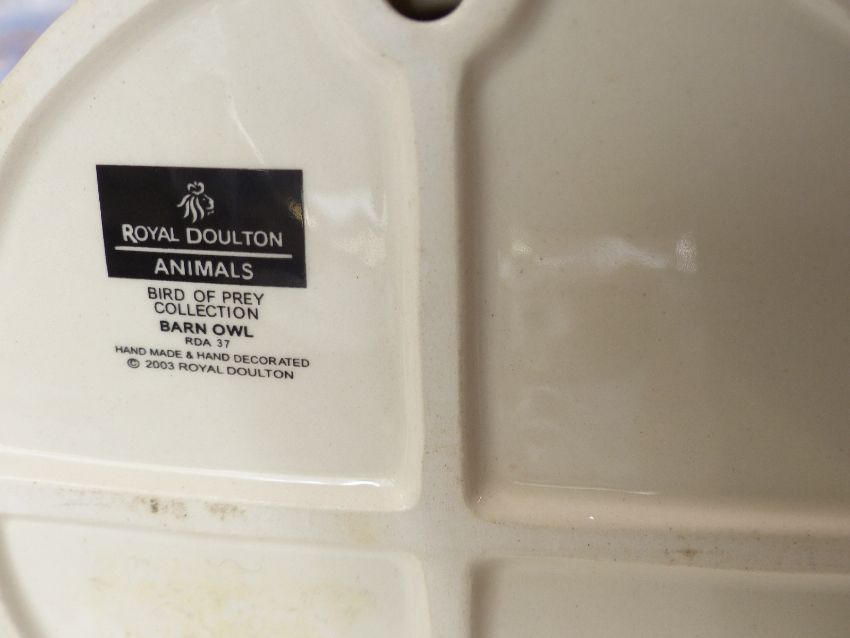 ROYAL DOULTON
ANIMALS
BIRD OF PREY
COLLECTION
BARN OWL
RDA 37
HAND MADE & HAND DECORATED
© 2003 ROYAL DOULTON